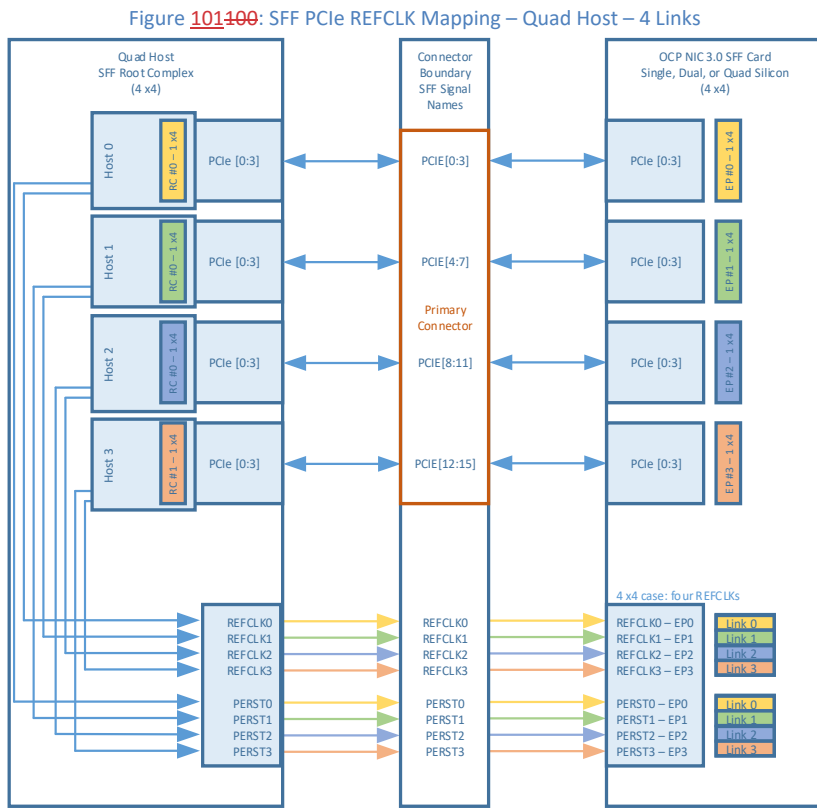 Figure 101100: SFF PCIe REFCLK Mapping – Quad Host – 4 Links
Quad Host
SFF Root Complex
(4 x4)
Connector
Boundary
SFF Signal
Names
OCP NIC 3.0 SFF Card
Single, Dual, or Quad Silicon
(4 x4)
Host 0
RC #0 – 1 x4
PCIe [0:3]
PCIE[0:3]
PCIe [0:3]
EP #0 – 1 x4
Host 1
RC #0 – 1 x4
PCIe [0:3]
PCIE[4:7]
PCIe [0:3]
EP #1 – 1 x4
Primary
Connector
Host 2
RC #0 – 1 x4
PCIe [0:3]
PCIE[8:11]
PCIe [0:3]
EP #2 – 1 x4
Host 3
RC #1 – 1 x4
PCIe [0:3]
PCIE[12:15]
PCIe [0:3]
EP #3 – 1 x4
4 x4 case: four REFCLKs
REFCLK0
REFCLK0
REFCLK0 – EP0
Link 0
REFCLK1
REFCLK1
REFCLK1 – EP1
Link 1
REFCLK2
REFCLK2
REFCLK2 – EP2
Link 2
REFCLK3
REFCLK3
REFCLK3 – EP3
Link 3
PERST0
PERST0
PERST0 – EP0
Link 0
PERST1
PERST1
PERST1 – EP1
Link 1
PERST2
PERST2
PERST2 – EP2
Link 2
PERST3
PERST3
PERST3 – EP3
Link 3